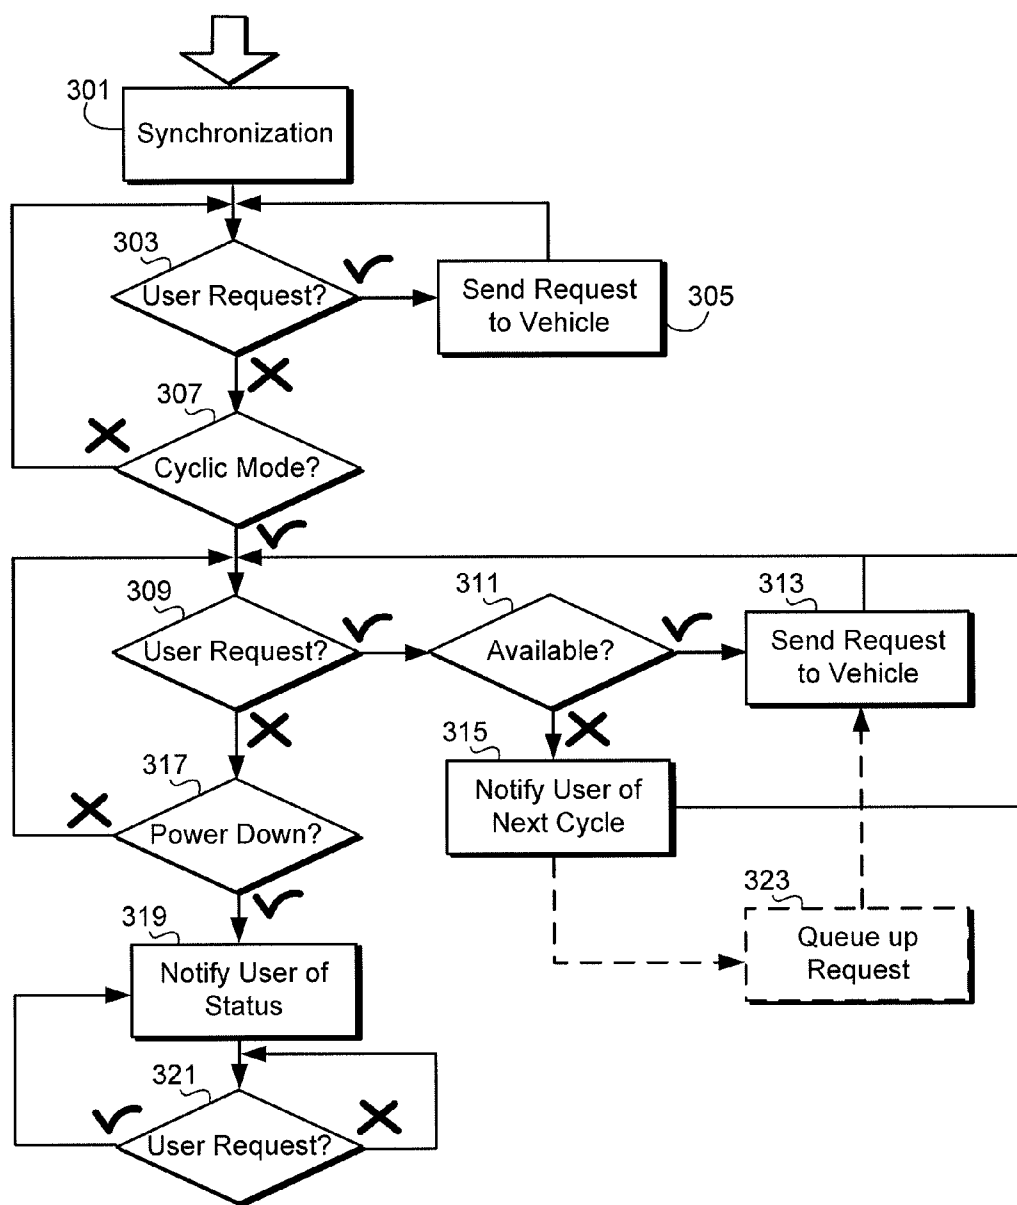 301
Synchronization
303
User Request?
Send Request
to Vehicle
305
307
Cyclic Mode?
309
User Request?
311
Available?
313
Send Request
to Vehicle
315
Notify User of
Next Cycle
317
Power Down?
319
Notify User of
Status
323
Queue up
Request
321
User Request?